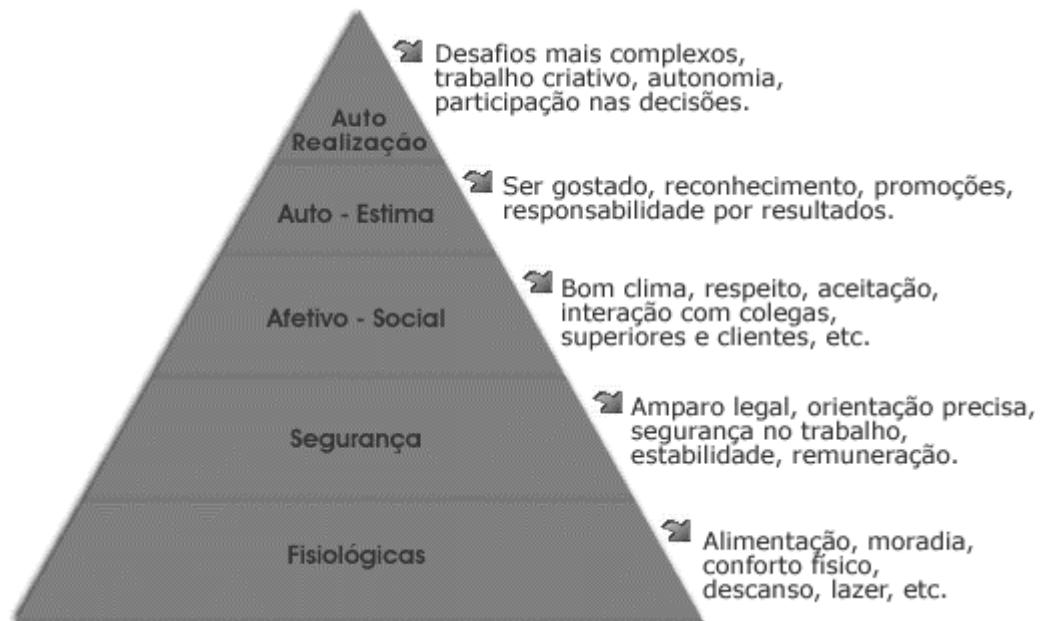 Desafios mais complexos,
trabalho criativo, autonomia,
participação nas decisões.
Auto
Realização
Ser gostado, reconhecimento, promoções,
responsabilidade por resultados.
Auto - Estima
Bom clima, respeito, aceitação,
interação com colegas,
superiores e clientes, etc.
Afetivo - Social
Amparo legal, orientação precisa,
segurança no trabalho,
estabilidade, remuneração.
Segurança
Alimentação, moradia,
conforto físico,
descanso, lazer, etc.
Fisiológicas